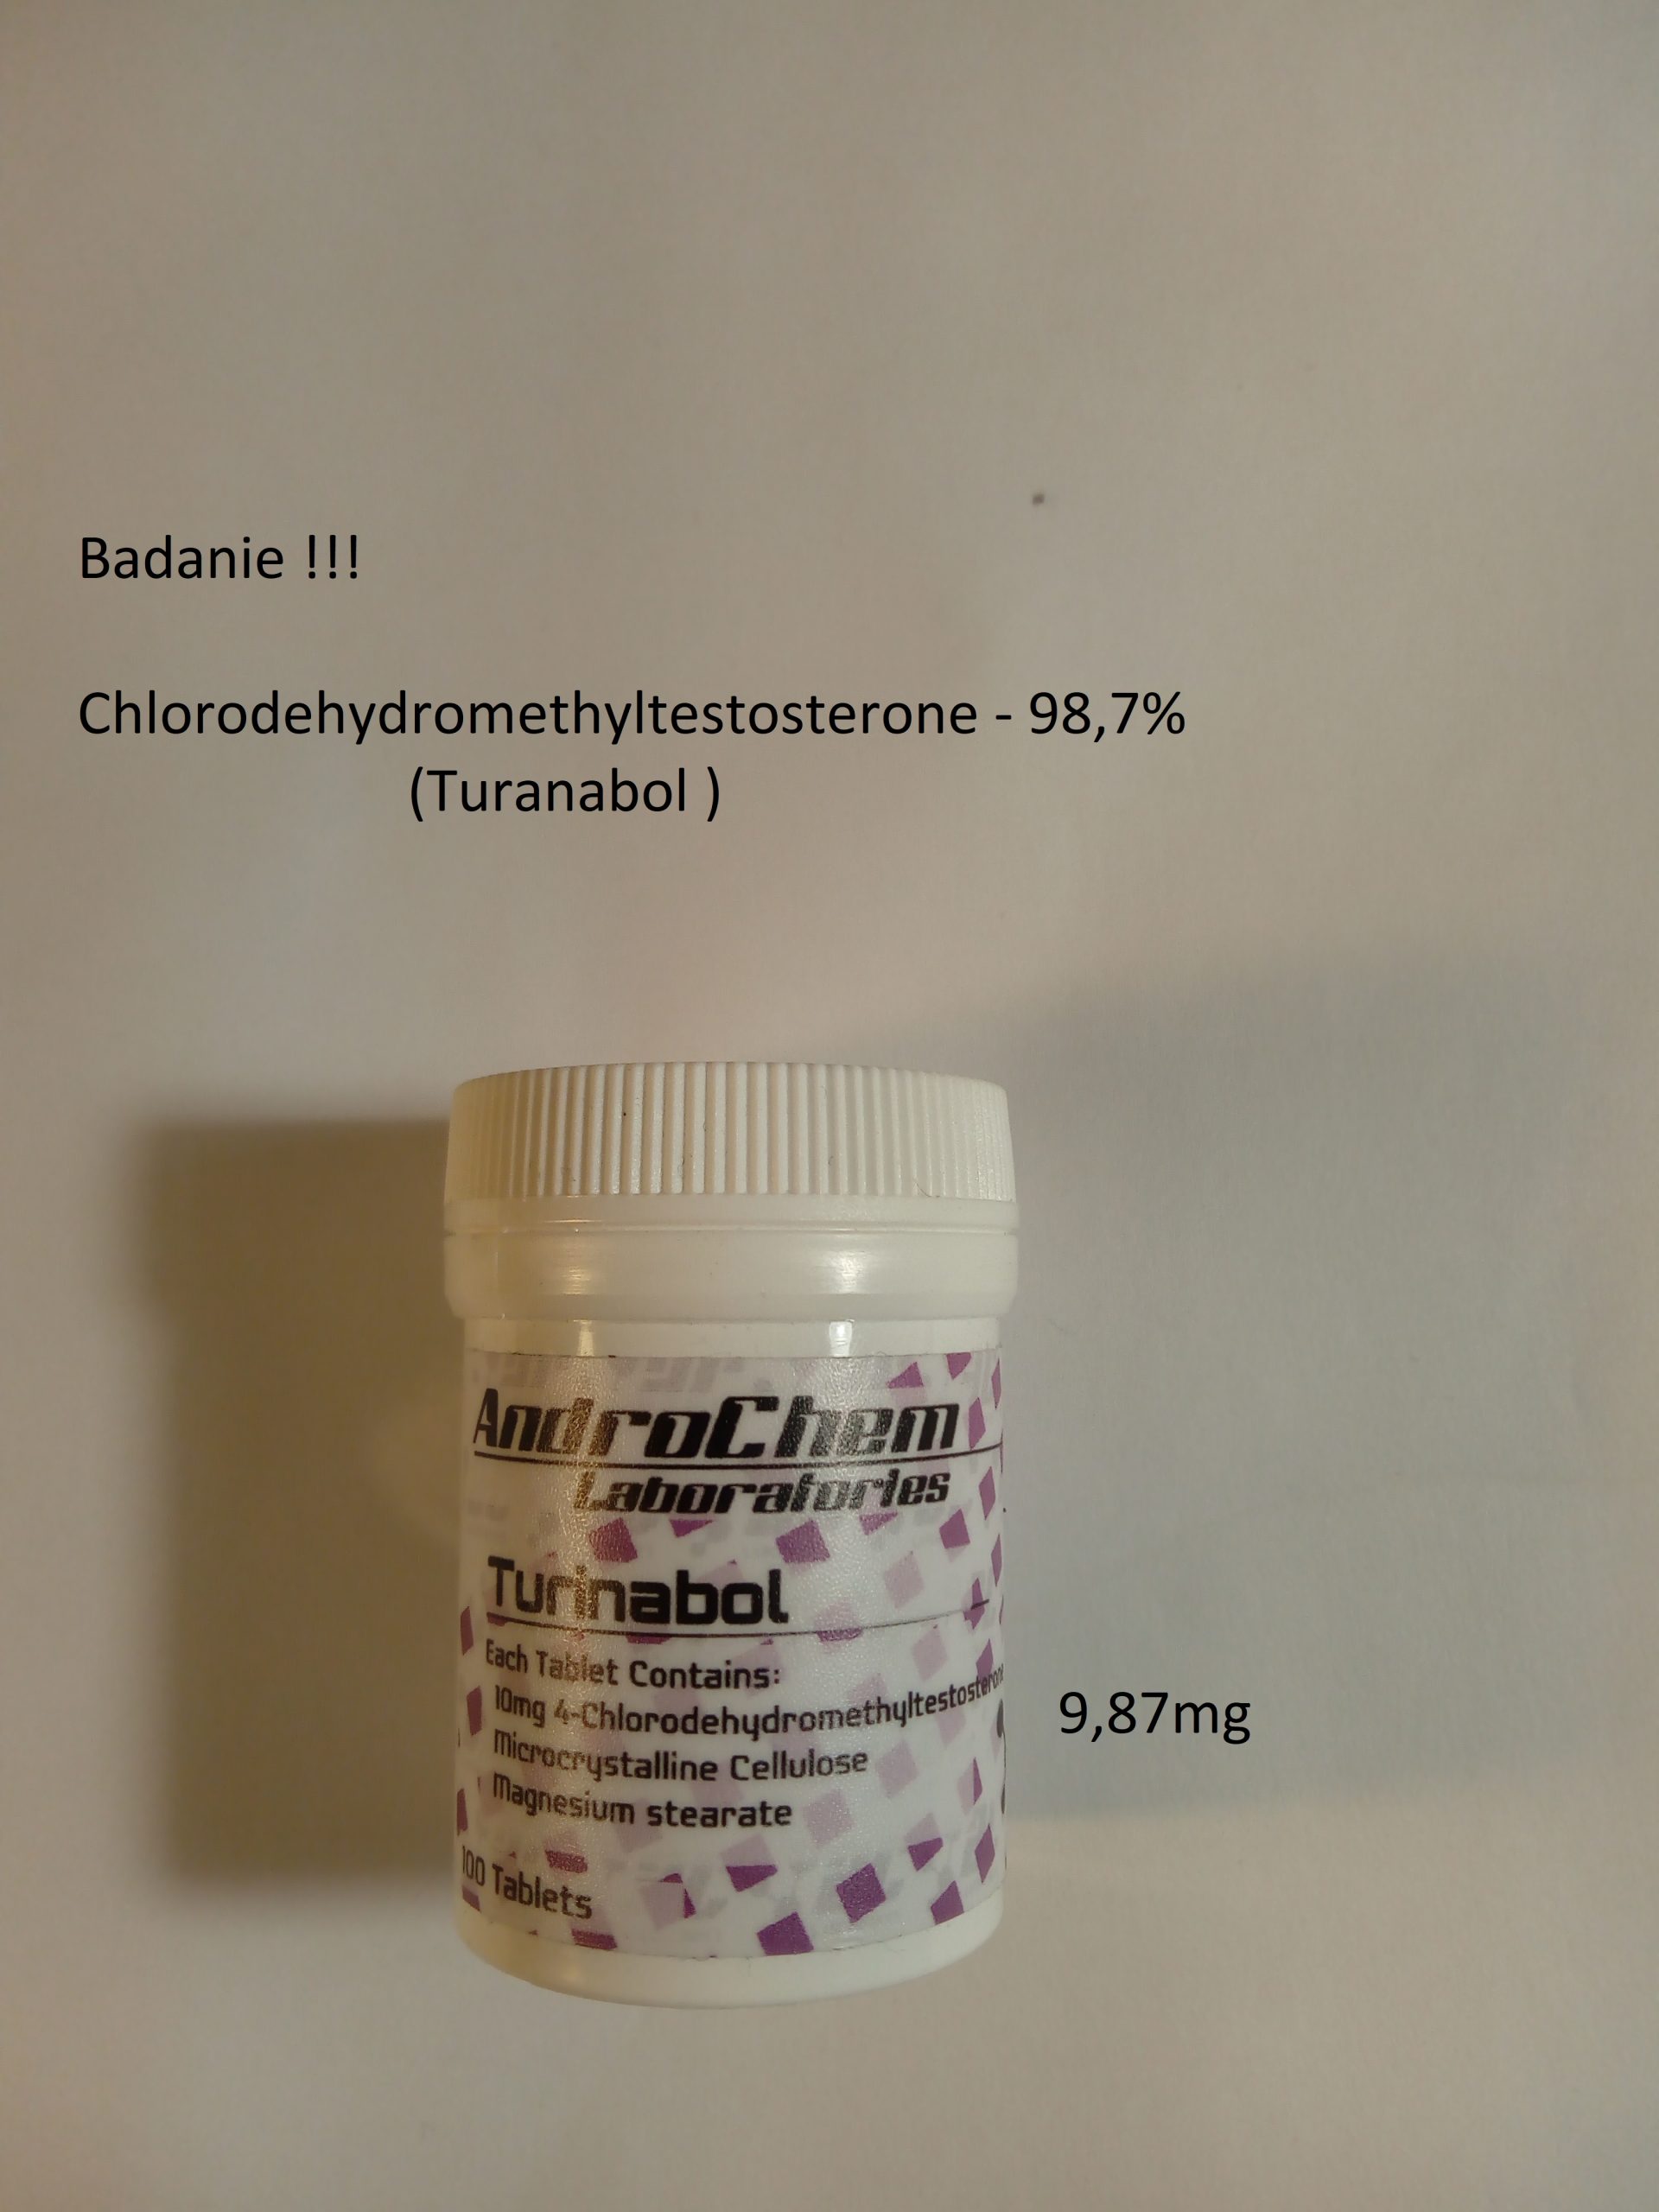 Badanie !!!
Chlorodehydromethyltestosterone - 98,7%
(Turanabol )
AndroChem
Laboratories
Turinabol
Each Tablet Contains:
10mg 4-Chlorodehydromethyltestosterone
9,87mg
Microcrystalline Cellulose
Magnesium stearate
100 Tablets